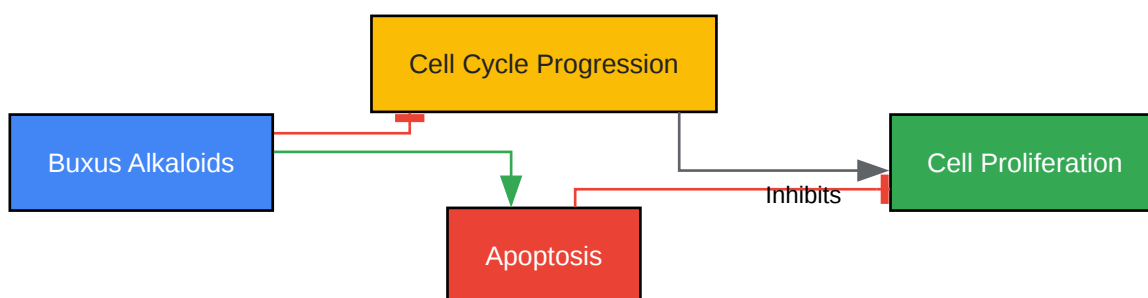 Cell Cycle Progression
Buxus Alkaloids
Cell Proliferation
Inhibits
Apoptosis